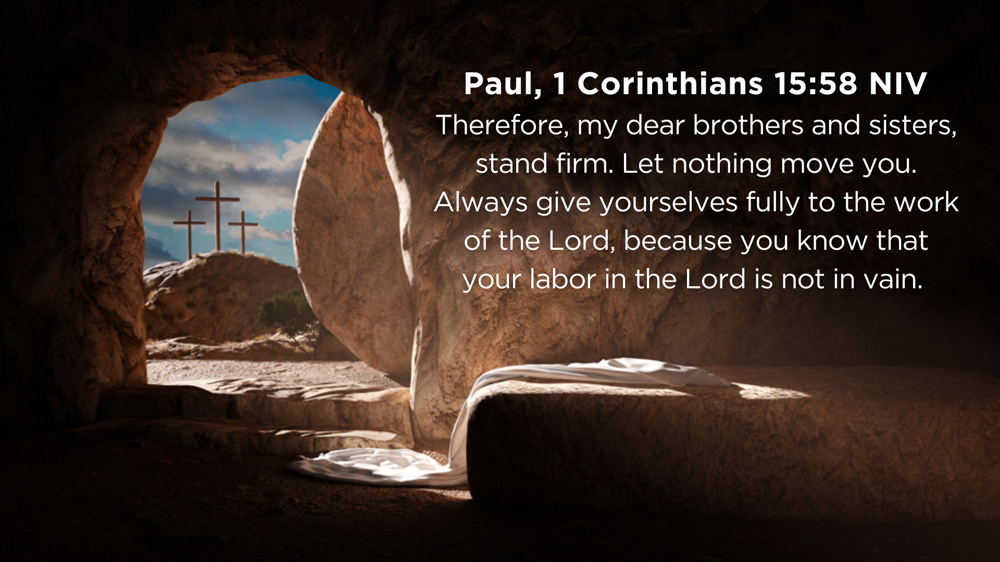 Paul, 1 Corinthians 15:58 NIV
Therefore, my dear brothers and sisters,
stand firm. Let nothing move you.
Always give yourselves fully to the work
of the Lord, because you know that
your labor in the Lord is not in vain.